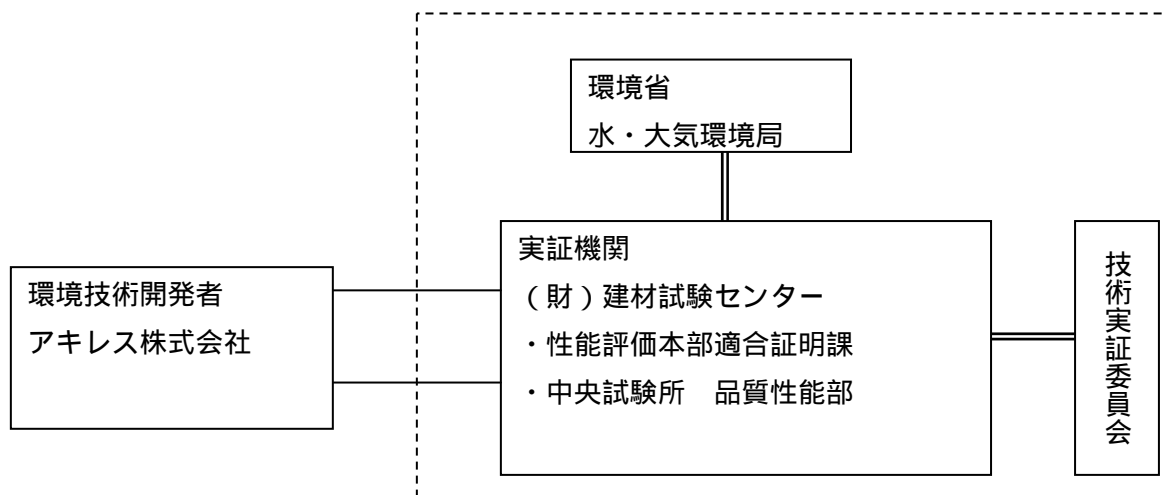 環境省
水・大気環境局
環境技術開発者
アキレス株式会社
実証機関
（財）建材試験センター
・性能評価本部適合証明課
・中央試験所　品質性能部
技術実証委員会